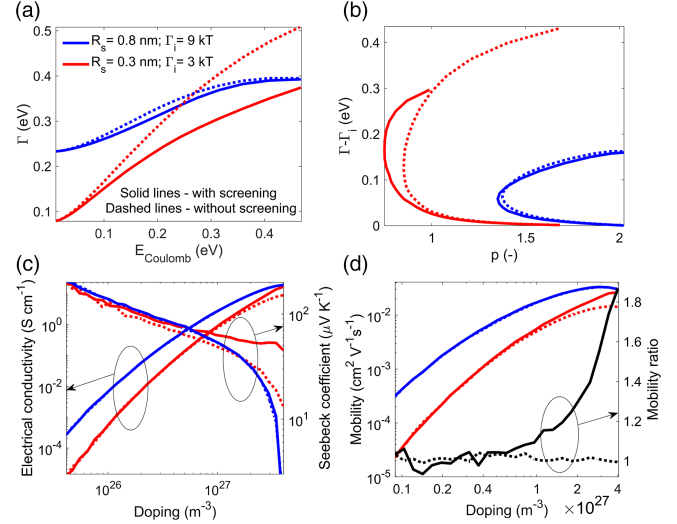 (a)
R_s = 0.8 nm; Γ_i = 9 kT
R_s = 0.3 nm; Γ_i = 3 kT
Solid lines - with screening
Dashed lines - without screening
0.5
0.4
0.3
0.2
0.1
Γ (eV)
0.1 0.2 0.3 0.4
E_Coulomb (eV)
(b)
0.4
0.3
0.2
0.1
0
Γ-Γ_i (eV)
1 1.5 2
p (-)
(c)
10^0
10^-2
10^-4
Electrical conductivity (S cm^-1)
10^2
10^1
Seebeck coefficient (μV K^-1)
10^26 10^27
Doping (m^-3)
(d)
10^-2
10^-3
10^-4
10^-5
Mobility (cm^2 V^-1s^-1)
1.8
1.6
1.4
1.2
1
Mobility ratio
0.1 0.2 0.4 1 2 4
Doping (m^-3) ×10^27